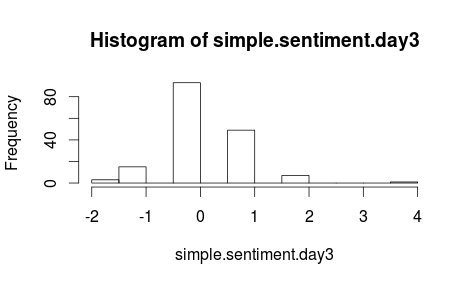 Histogram of simple.sentiment.day3
Frequency
80
40
0
-2 -1 0 1 2 3 4
simple.sentiment.day3